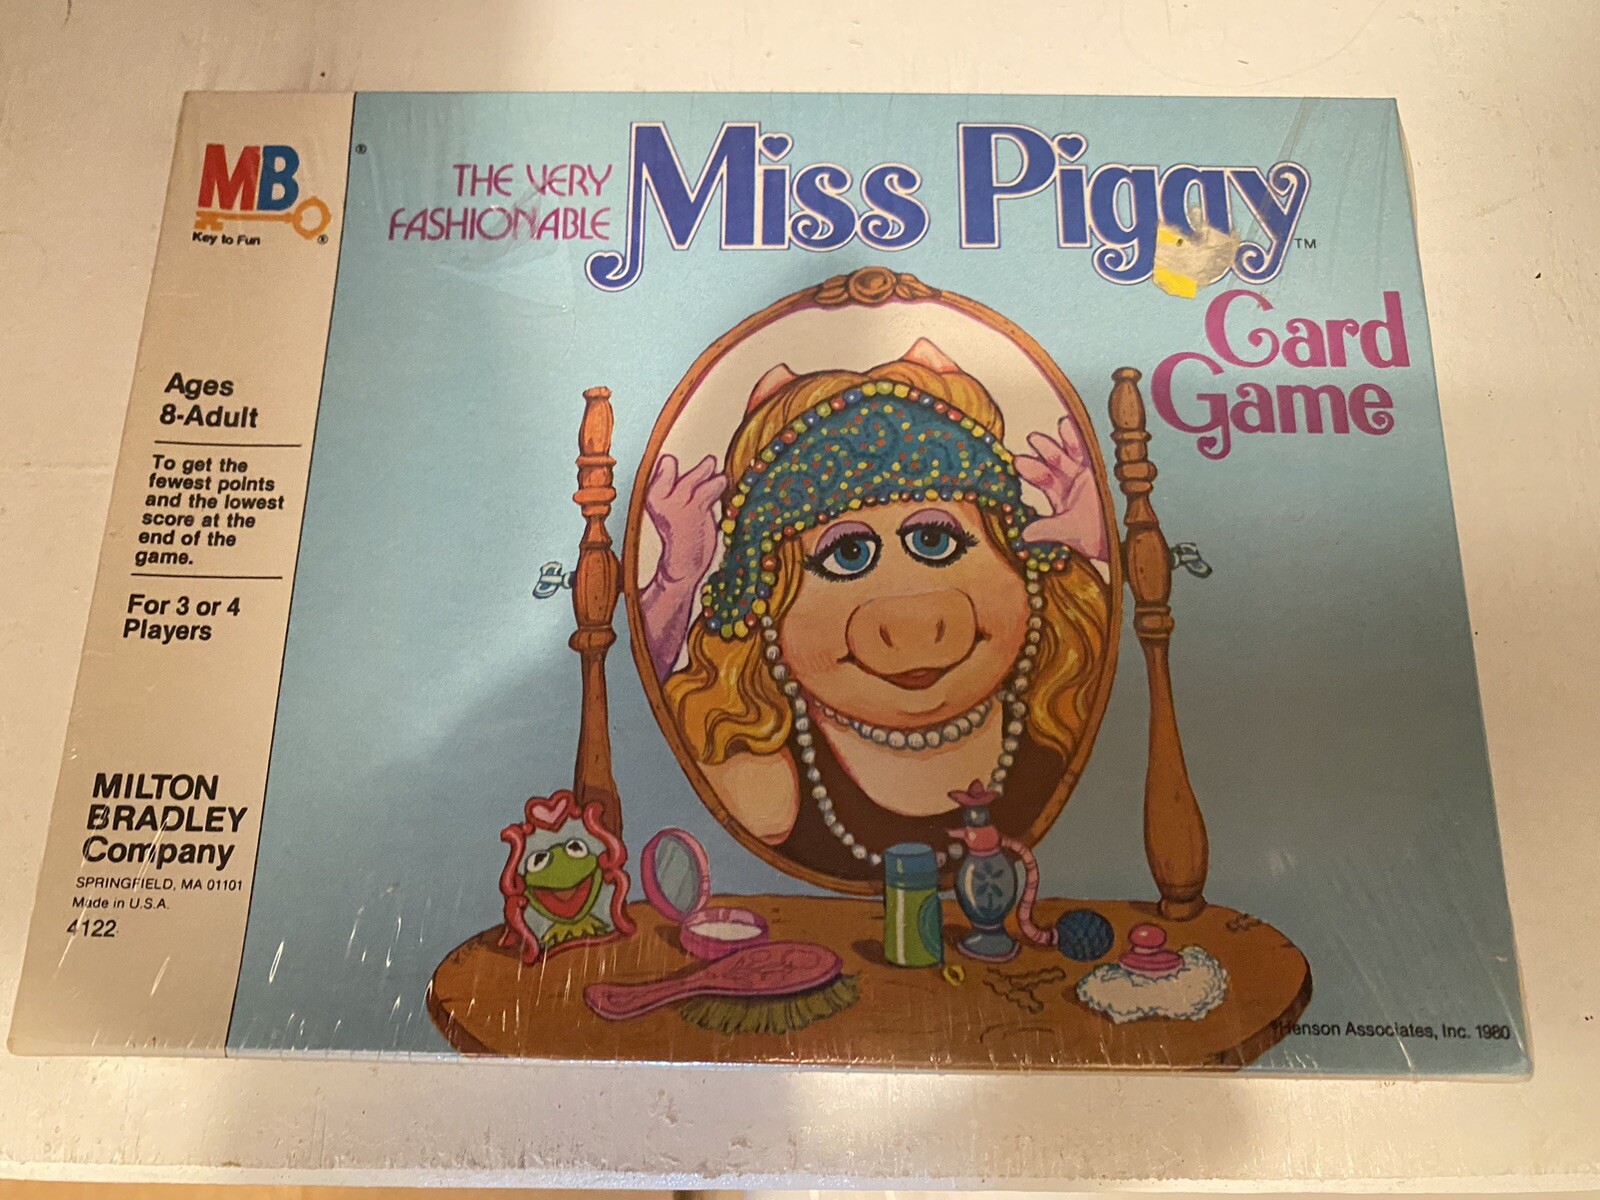 MB
Key to Fun
®
®
Ages
8-Adult
To get the
fewest points
and the lowest
score at the
end of the
game.
For 3 or 4
Players
MILTON
BRADLEY
Company
SPRINGFIELD, MA 01101
Made in U.S.A.
4122
THE VERY
FASHIONABLE
Miss Piggy
™
Card
Game
Henson Associates, Inc. 1980